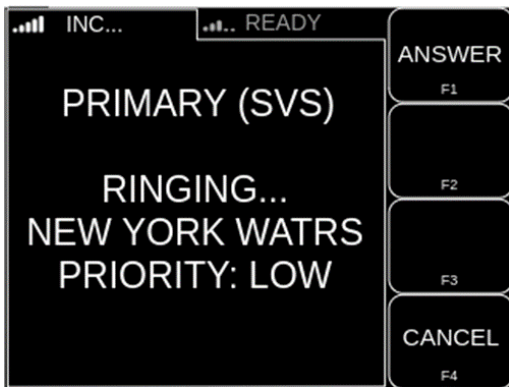 INC...
READY
PRIMARY (SVS)
RINGING...
NEW YORK WATRS
PRIORITY: LOW
ANSWER
F1
F2
F3
CANCEL
F4